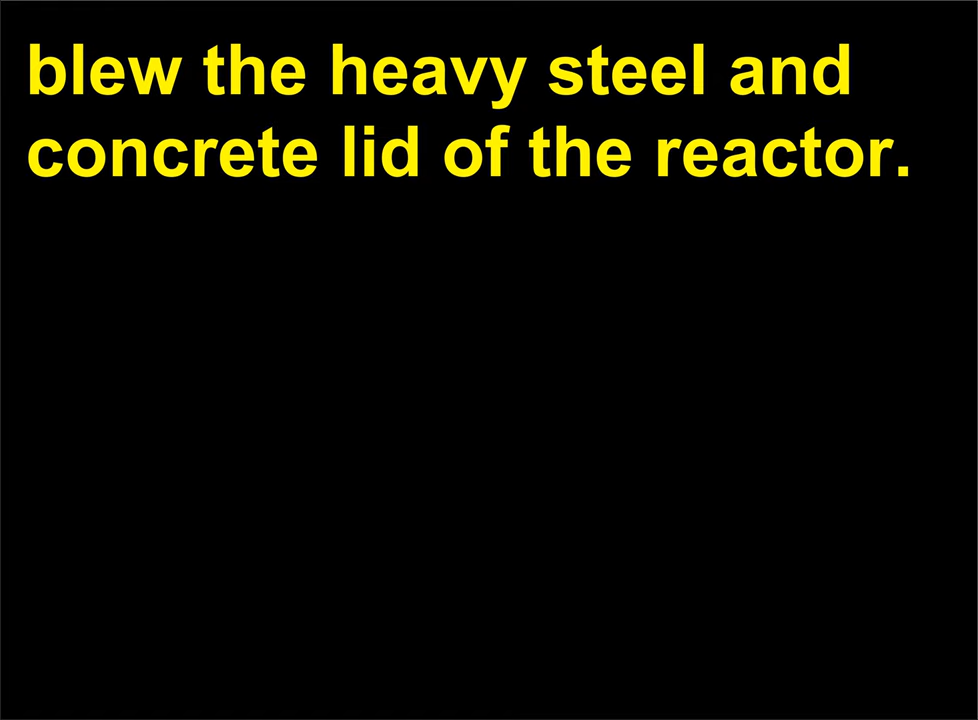 blew the heavy steel and
concrete lid of the reactor.